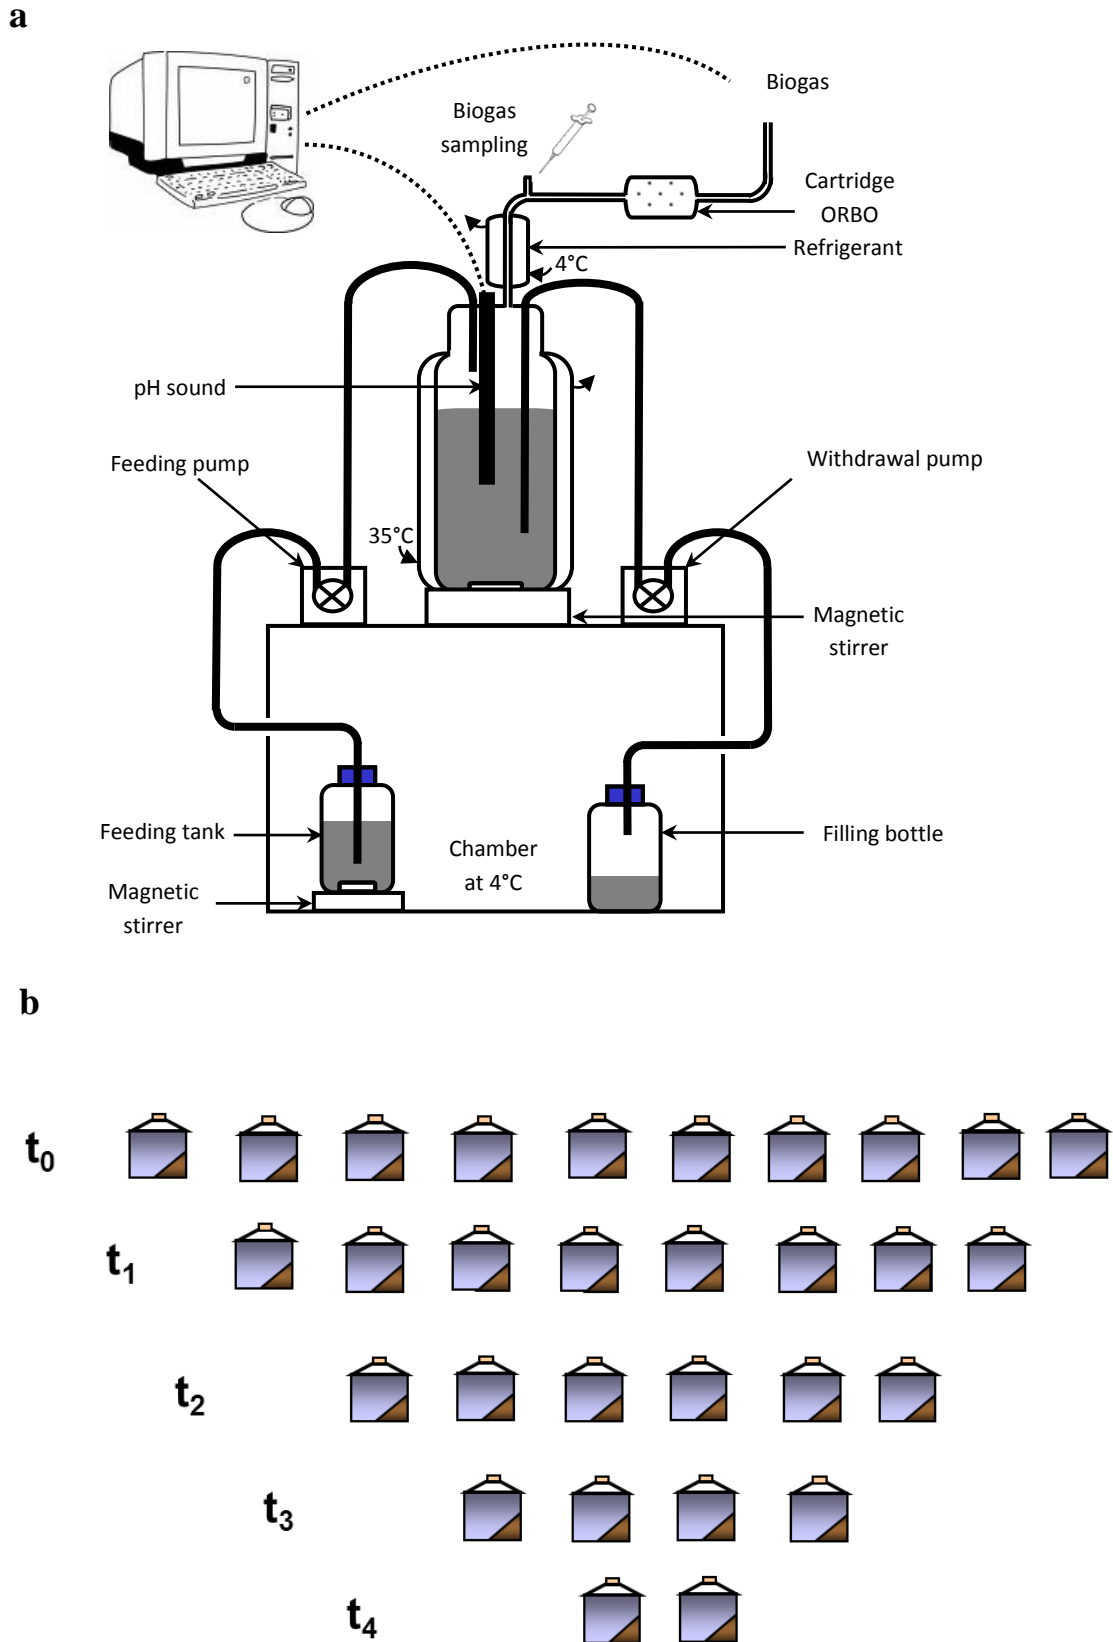 a
Biogas
Biogas
sampling
Cartridge
ORBO
Refrigerant
4°C
pH sound
Feeding pump
Withdrawal pump
35°C
Magnetic
stirrer
Feeding tank
Chamber
at 4°C
Filling bottle
Magnetic
stirrer
b
t0
t1
t2
t3
t4